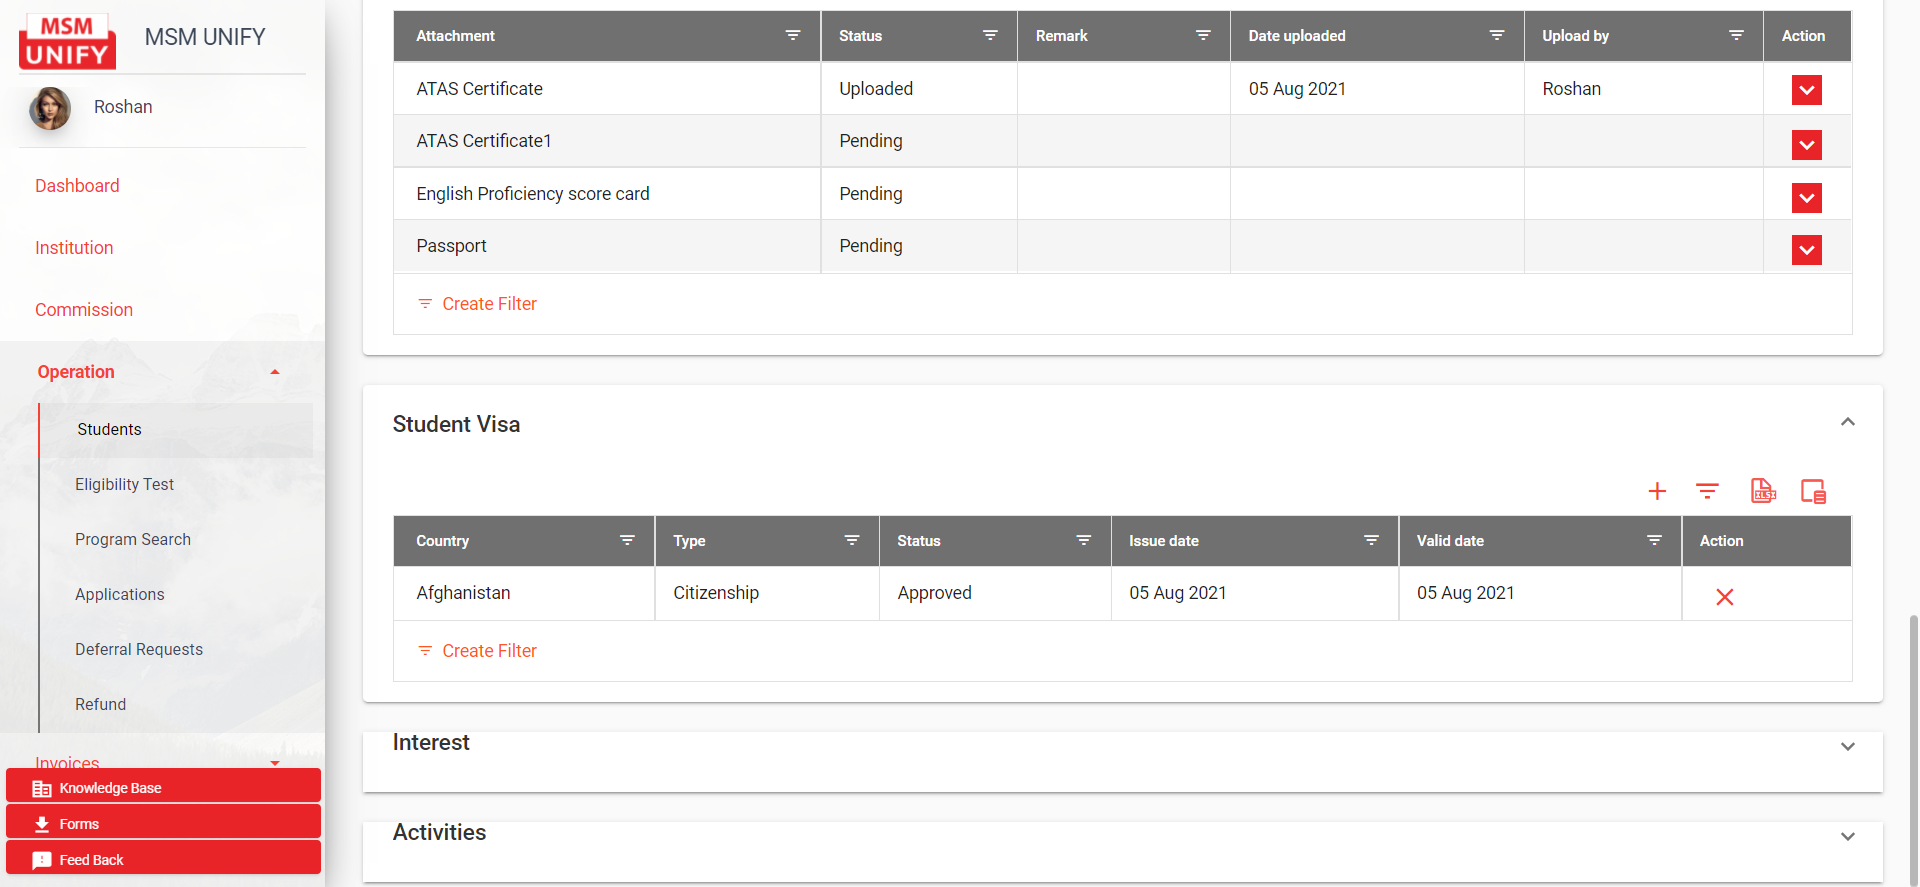 MSM
UNIFY
MSM UNIFY
Roshan
Dashboard
Institution
Commission
Operation
Students
Eligibility Test
Program Search
Applications
Deferral Requests
Refund
Invoices
Knowledge Base
Forms
Feed Back
Attachment Status Remark Date uploaded Upload by Action
ATAS Certificate Uploaded 05 Aug 2021 Roshan
ATAS Certificate1 Pending
English Proficiency score card Pending
Passport Pending
Create Filter
Student Visa
XLSX
Country Type Status Issue date Valid date Action
Afghanistan Citizenship Approved 05 Aug 2021 05 Aug 2021
Create Filter
Interest
Activities